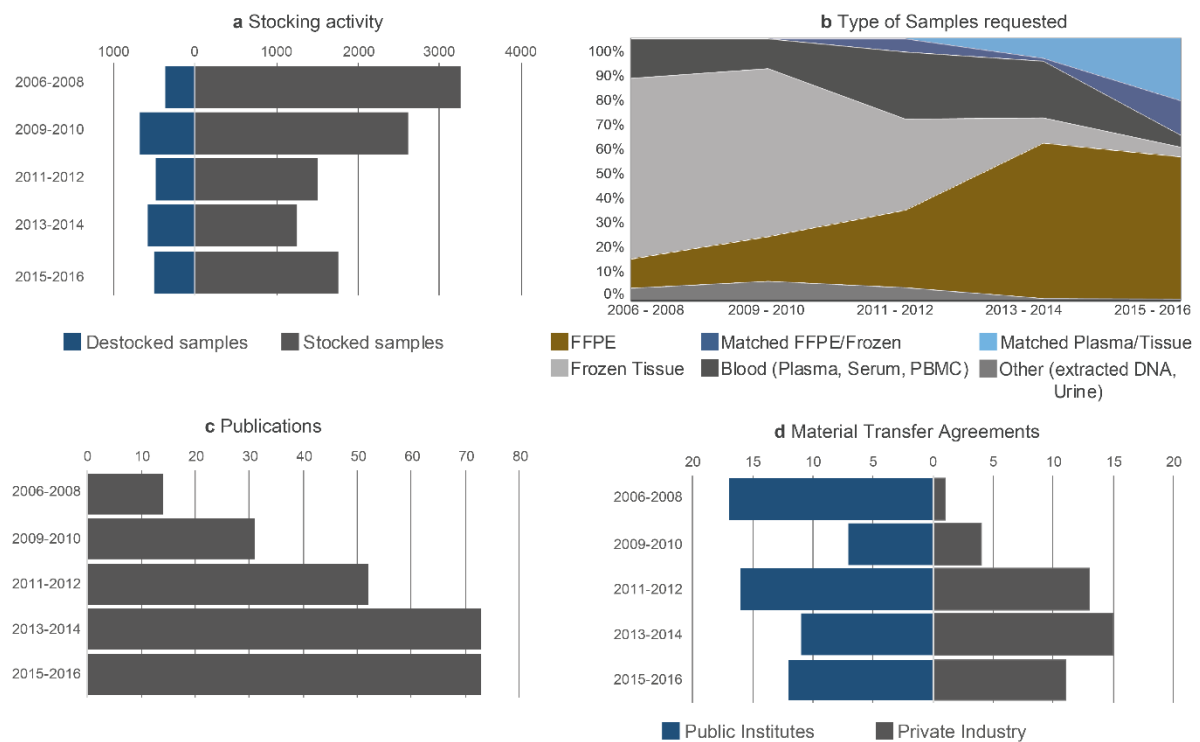 a Stocking activity
1000 0 1000 2000 3000 4000
2006-2008
2009-2010
2011-2012
2013-2014
2015-2016
Destocked samples Stocked samples
b Type of Samples requested
100%
90%
80%
70%
60%
50%
40%
30%
20%
10%
0%
2006 - 2008 2009 - 2010 2011 - 2012 2013 - 2014 2015 - 2016
FFPE Matched FFPE/Frozen Matched Plasma/Tissue
Frozen Tissue Blood (Plasma, Serum, PBMC) Other (extracted DNA,
Urine)
c Publications
0 10 20 30 40 50 60 70 80
2006-2008
2009-2010
2011-2012
2013-2014
2015-2016
d Material Transfer Agreements
20 15 10 5 0 5 10 15 20
2006-2008
2009-2010
2011-2012
2013-2014
2015-2016
Public Institutes Private Industry